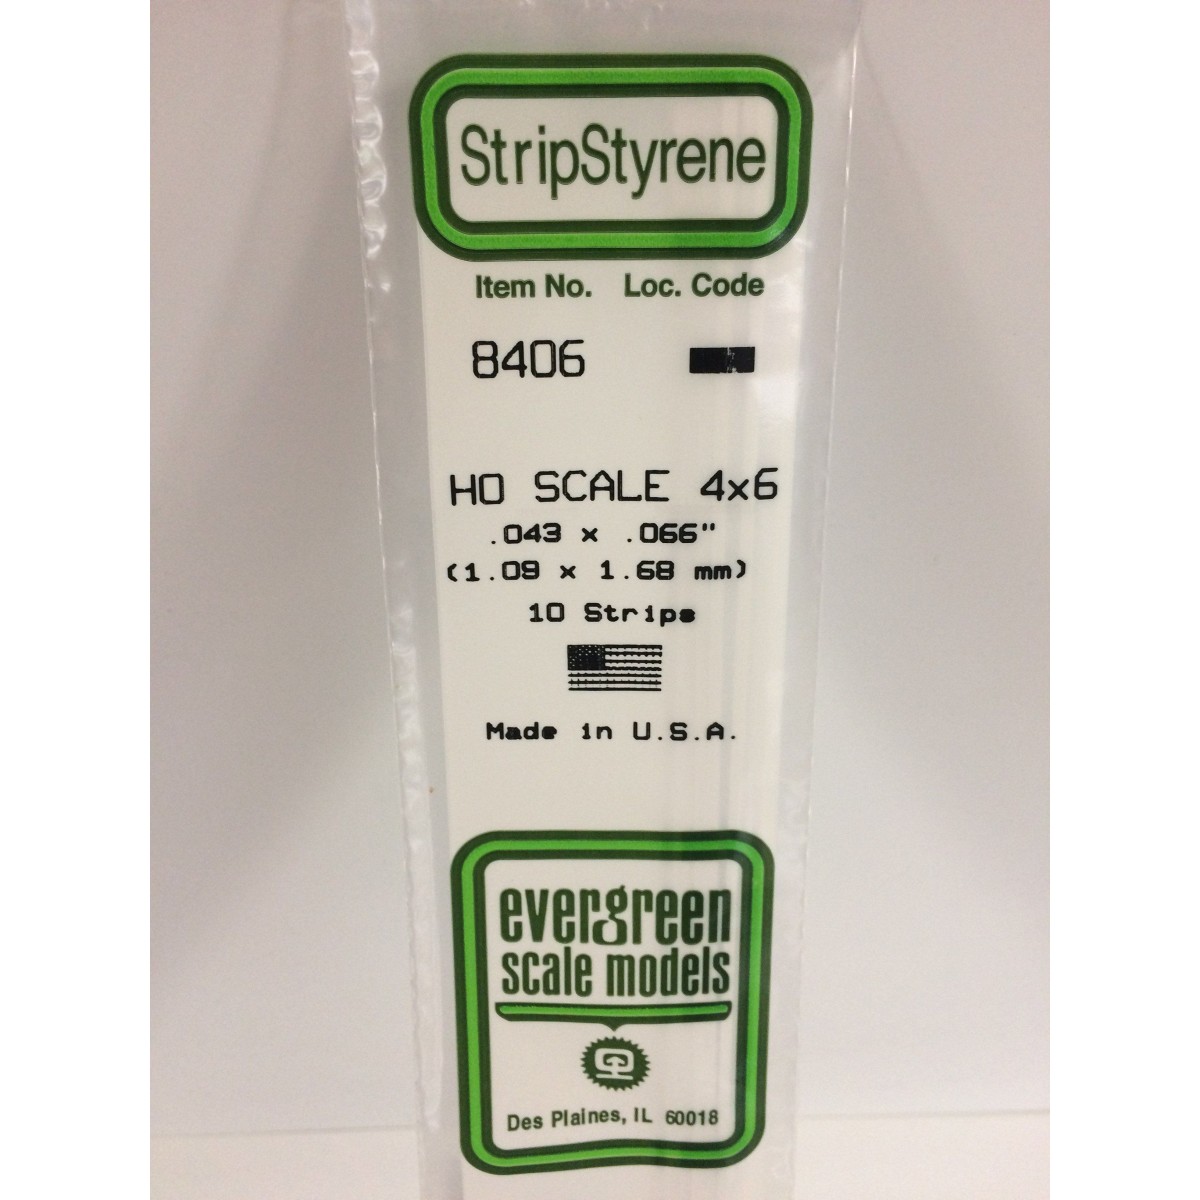 StripStyrene
Item No. Loc. Code
8406
HO SCALE 4x6
.043 x .066"
(1.09 x 1.68 mm)
10 Strips
Made in U.S.A.
evergreen
scale models
Des Plaines, IL 60018